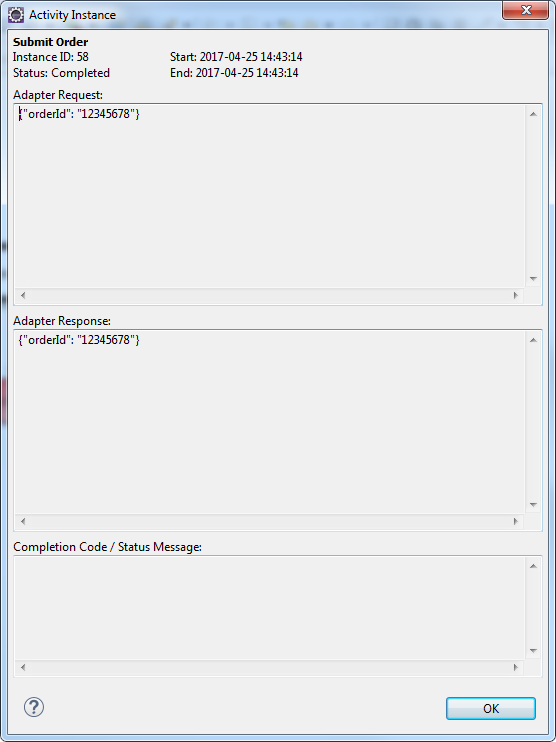 Activity Instance
Submit Order
Instance ID: 58 Start: 2017-04-25 14:43:14
Status: Completed End: 2017-04-25 14:43:14
Adapter Request:
{"orderId": "12345678"}
Adapter Response:
{"orderId": "12345678"}
Completion Code / Status Message:
?
OK